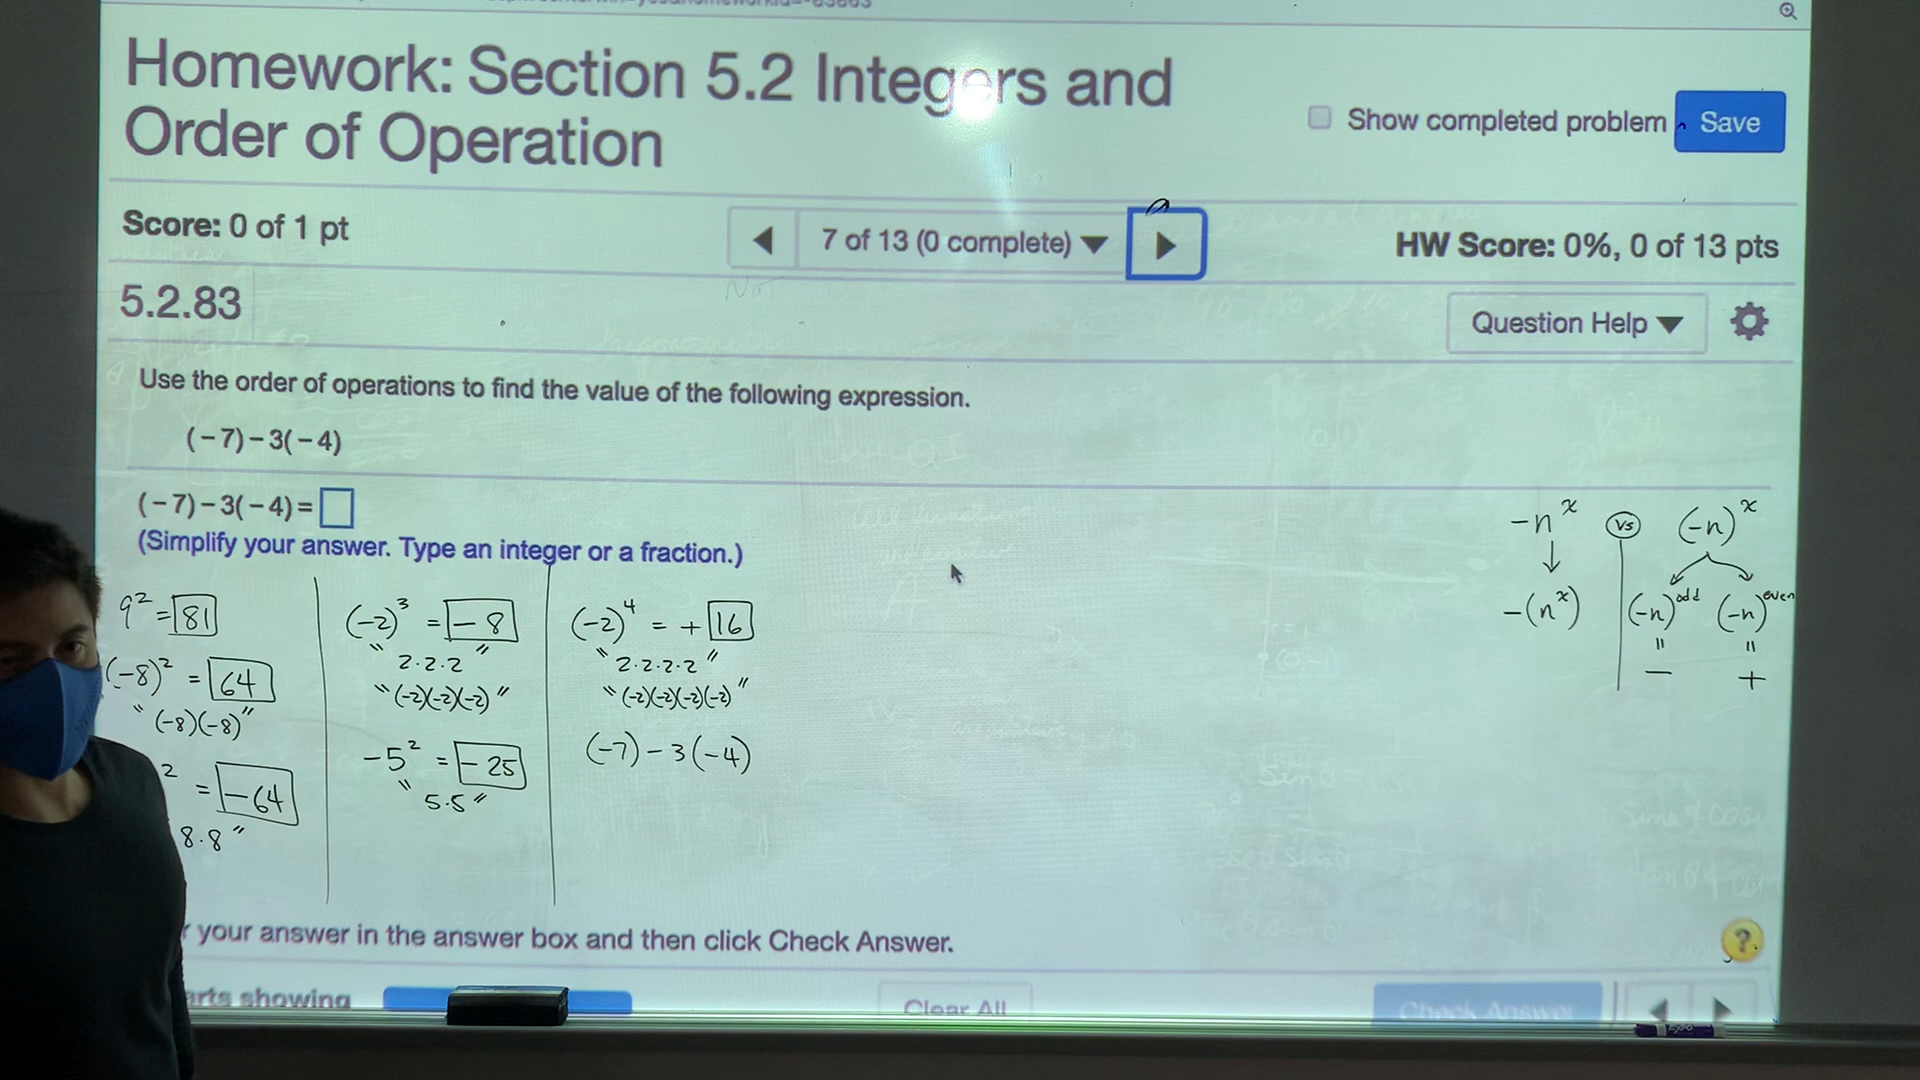 Homework: Section 5.2 Integers and
Order of Operation
Show completed problem
Save
Score: 0 of 1 pt
7 of 13 (0 complete)
HW Score: 0%, 0 of 13 pts
5.2.83
Question Help
Use the order of operations to find the value of the following expression.
(-7)-3(-4)
(-7)-3(-4)=
(Simplify your answer. Type an integer or a fraction.)
9² = 81
(-8)² = 64
"(-8)(-8)"
² = -64
8·8"
(-2)³ = -8
"2·2·2"
"(-2)(-2)(-2)"
-5² = -25
"5·5"
(-2)⁴ = +16
"2·2·2·2"
"(-2)(-2)(-2)(-2)"
(-7)-3(-4)
-nˣ vs (-n)ˣ
-(nˣ) (-n)ᵒᵈᵈ (-n)ᵉᵛᵉⁿ
= =
- +
your answer in the answer box and then click Check Answer.
?
arts showing
Clear All
Check Answer
EXPO